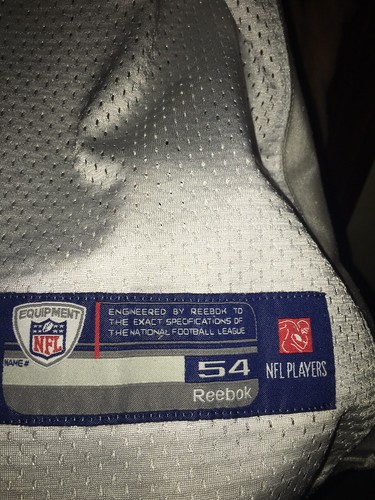 EQUIPMENT
NFL
ENGINEERED BY REEBOK TO
THE EXACT SPECIFICATIONS OF
THE NATIONAL FOOTBALL LEAGUE
NAME#
54
Reebok
NFL PLAYERS